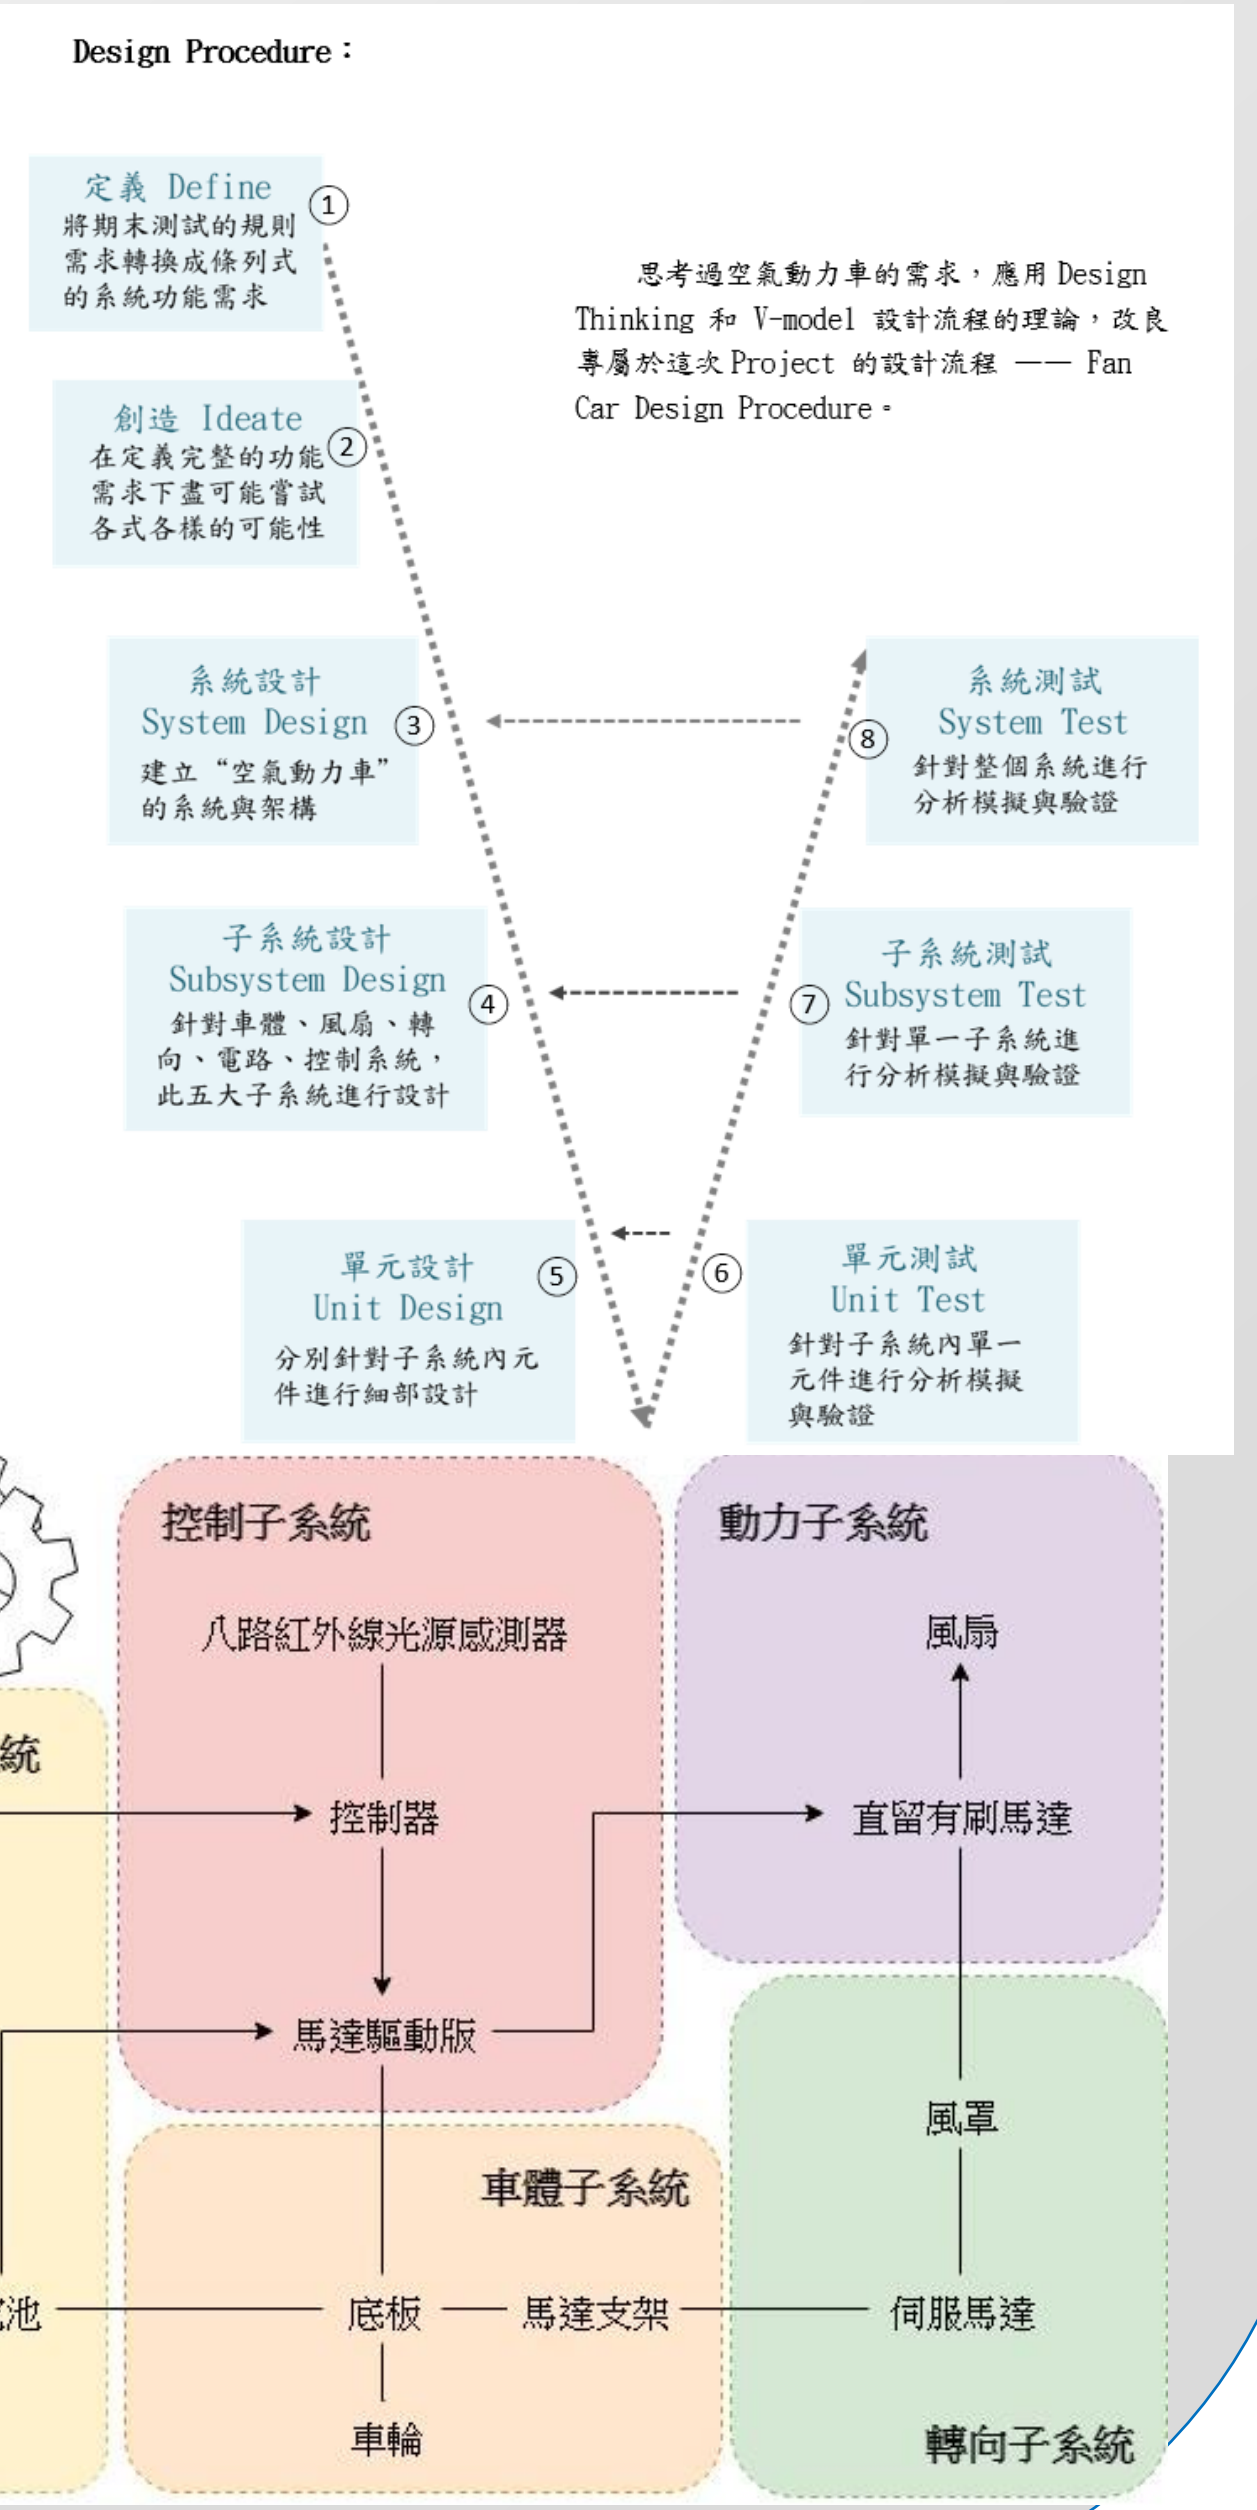 Design Procedure：
定義 Define
①
將期末測試的規則
需求轉換成條列式
的系統功能需求
思考過空氣動力車的需求，應用 Design
Thinking 和 V-model 設計流程的理論，改良
專屬於這次 Project 的設計流程 —— Fan
Car Design Procedure。
創造 Ideate
②
在定義完整的功能
需求下盡可能嘗試
各式各樣的可能性
系統設計
System Design
③
建立“空氣動力車”
的系統與架構
系統測試
System Test
⑧
針對整個系統進行
分析模擬與驗證
子系統設計
Subsystem Design
④
針對車體、風扇、轉
向、電路、控制系統，
此五大子系統進行設計
子系統測試
⑦
Subsystem Test
針對單一子系統進
行分析模擬與驗證
單元設計
⑤
Unit Design
分別針對子系統內元
件進行細部設計
單元測試
⑥
Unit Test
針對子系統內單一
元件進行分析模擬
與驗證
控制子系統
八路紅外線光源感測器
控制器
馬達驅動版
動力子系統
風扇
直留有刷馬達
統
池
車體子系統
底板
馬達支架
車輪
風罩
伺服馬達
轉向子系統